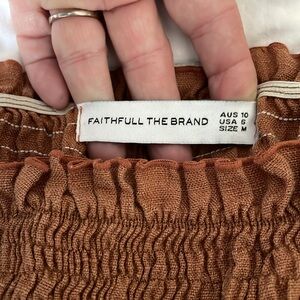 FAITHFULL THE BRAND
AUS 10
USA 6
SIZE M